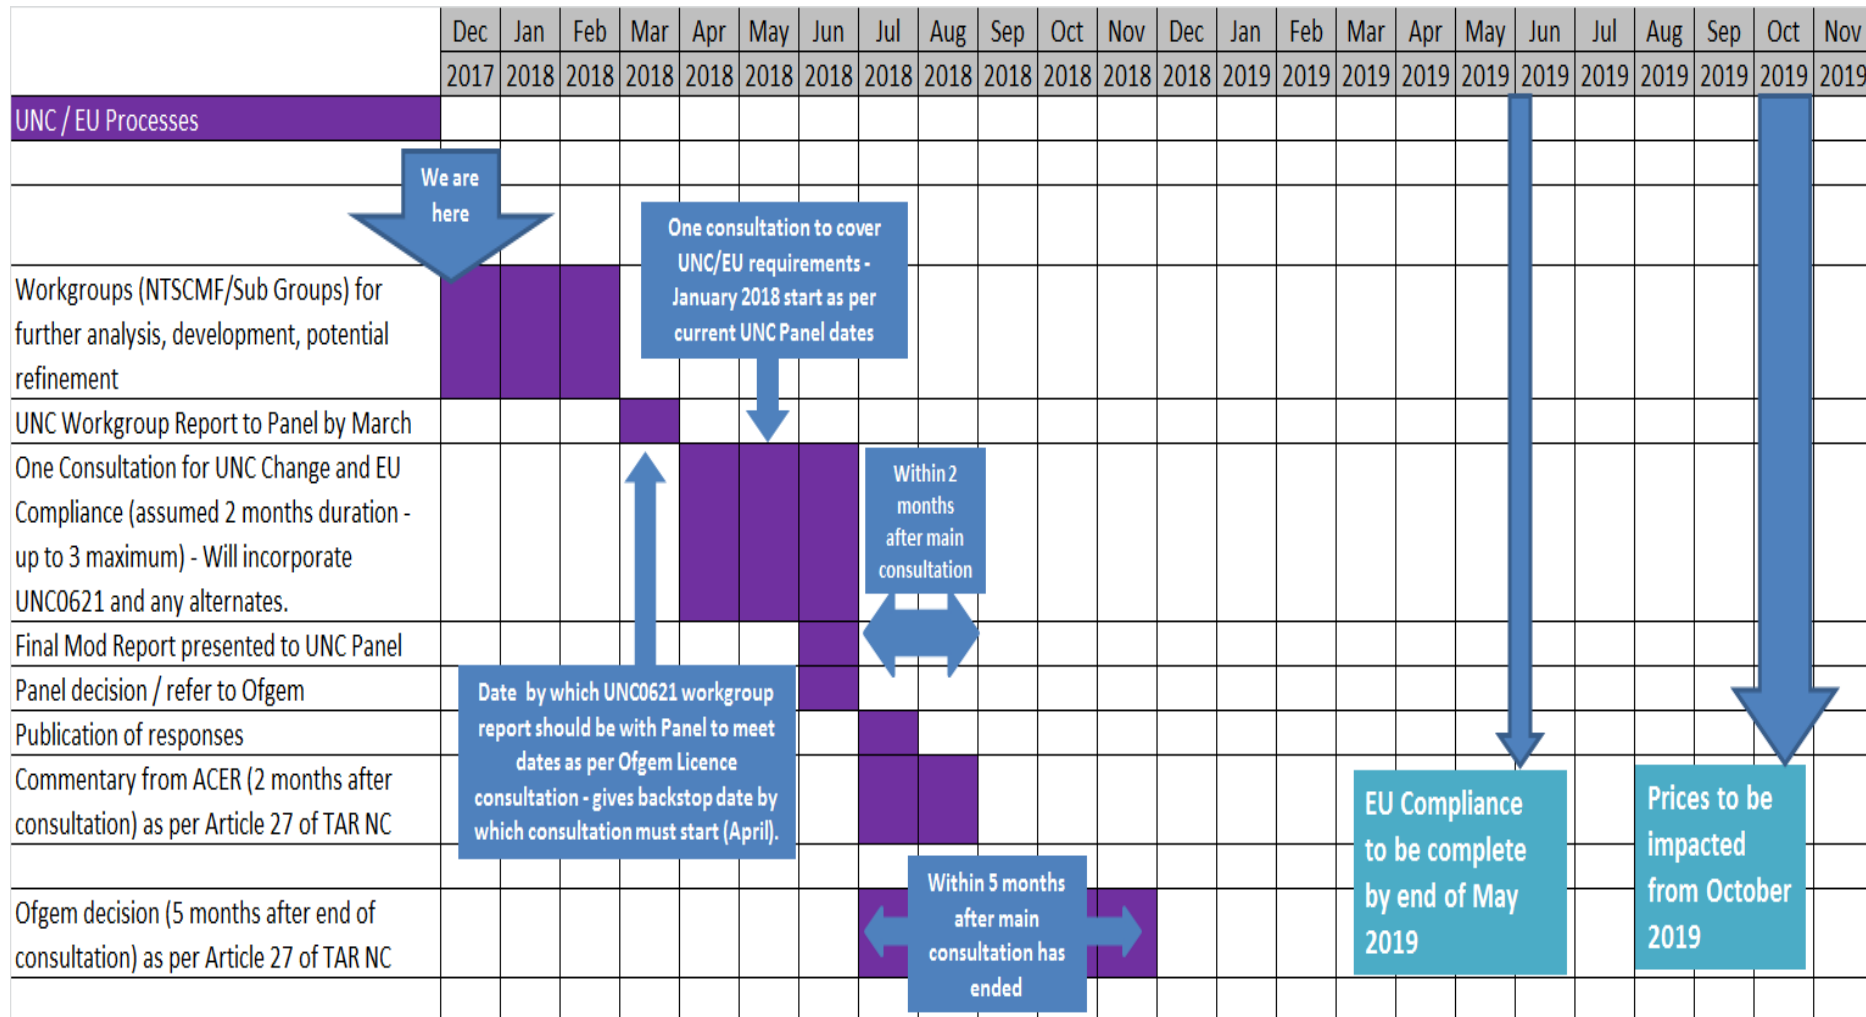 Dec Jan Feb Mar Apr May Jun Jul Aug Sep Oct Nov Dec Jan Feb Mar Apr May Jun Jul Aug Sep Oct Nov
2017 2018 2018 2018 2018 2018 2018 2018 2018 2018 2018 2018 2018 2019 2019 2019 2019 2019 2019 2019 2019 2019 2019 2019
UNC / EU Processes
We are
here
One consultation to cover
UNC/EU requirements -
January 2018 start as per
current UNC Panel dates
Workgroups (NTSCMF/Sub Groups) for
further analysis, development, potential
refinement
UNC Workgroup Report to Panel by March
One Consultation for UNC Change and EU
Compliance (assumed 2 months duration -
up to 3 maximum) - Will incorporate
UNC0621 and any alternates.
Within 2
months
after main
consultation
Final Mod Report presented to UNC Panel
Panel decision / refer to Ofgem
Publication of responses
Commentary from ACER (2 months after
consultation) as per Article 27 of TAR NC
Date by which UNC0621 workgroup
report should be with Panel to meet
dates as per Ofgem Licence
consultation - gives backstop date by
which consultation must start (April).
EU Compliance
to be complete
by end of May
2019
Prices to be
impacted
from October
2019
Ofgem decision (5 months after end of
consultation) as per Article 27 of TAR NC
Within 5 months
after main
consultation has
ended